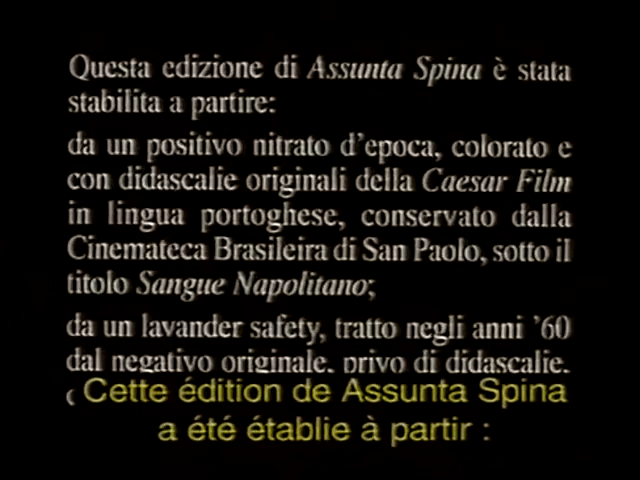 Questa edizione di Assunta Spina è stata
stabilita a partire:
da un positivo nitrato d'epoca, colorato e
con didascalie originali della Caesar Film
in lingua portoghese, conservato dalla
Cinemateca Brasileira di San Paolo, sotto il
titolo Sangue Napolitano;
da un lavander safety, tratto negli anni '60
dal negativo originale, privo di didascalie,
Cette édition de Assunta Spina
a été établie à partir :